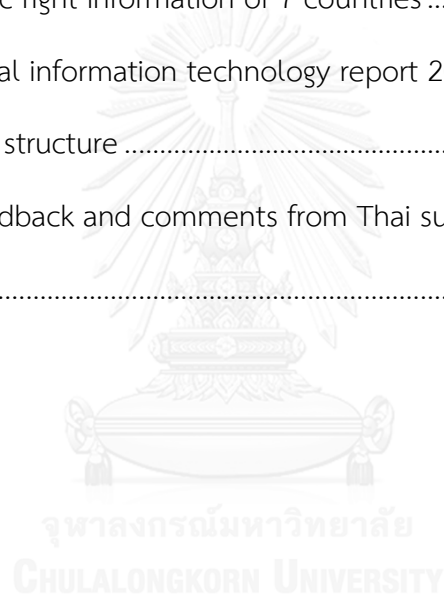 right information of 7 countries ........
al information technology report 2
structure ........................................
dback and comments from Thai su
........................................................
จุฬาลงกรณ์มหาวิทยาลัย
CHULALONGKORN UNIVERSITY